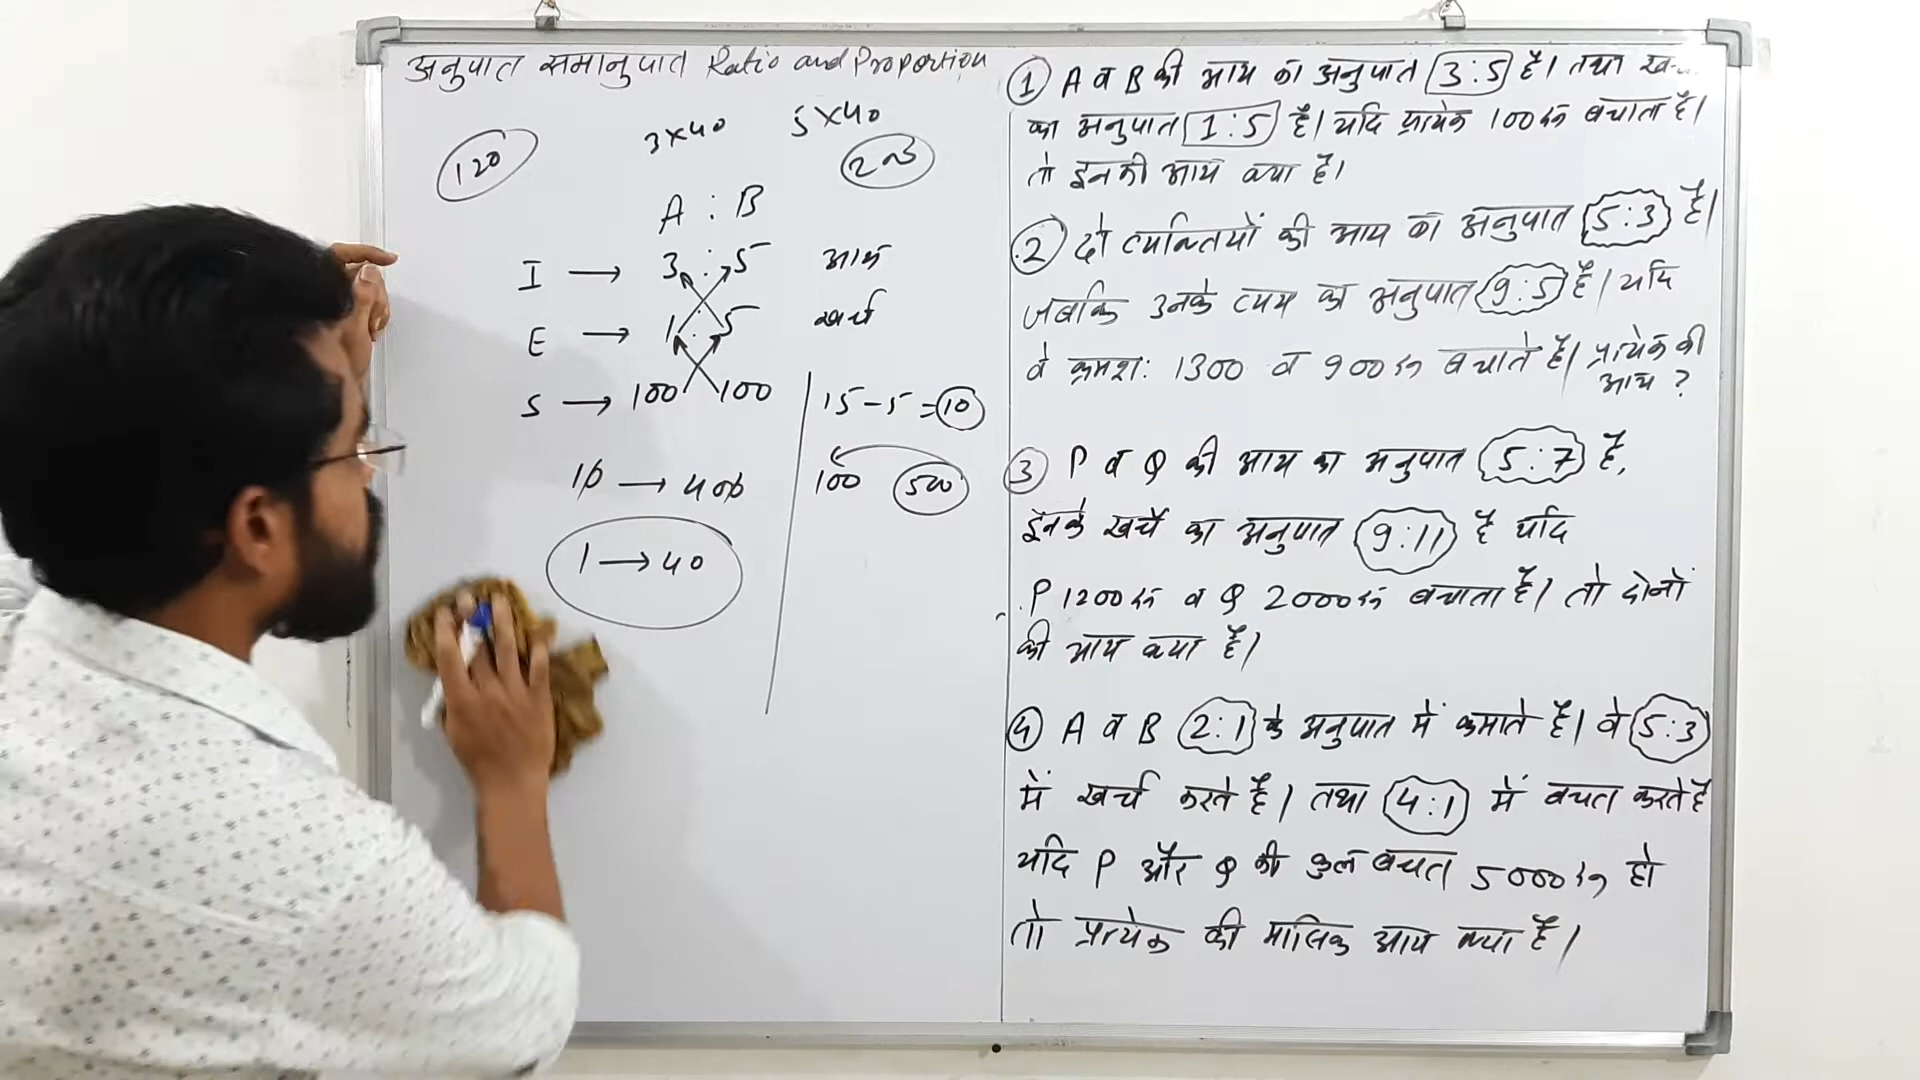 अनुपात समानुपात Ratio and Proportion
3×40 5×40
120 200
A : B
I → 3 : 5 आय
E → 1 : 5 खर्च
S → 100 100
15-5=10
10 → 400
100 500
1 → 40
① A व B की आय का अनुपात 3:5 है। तथा
का अनुपात 1:5 है। यदि प्रत्येक 100रु बचाता है।
तो इनकी आय क्या है।
② दो व्यक्तियों की आय का अनुपात 5:3 है।
जबकि उनके व्यय का अनुपात 9:5 है। यदि
वे क्रमश: 1300 व 900रु बचाते है। प्रत्येक की
आय ?
③ P व Q की आय का अनुपात 5:7 है,
इनके खर्चे का अनुपात 9:11 है यदि
P 1200रु व Q 2000रु बचाता है। तो दोनों
की आय क्या है।
④ A व B 2:1 के अनुपात में कमाते है। वे 5:3
में खर्च करते है। तथा 4:1 में बचत करते है
यदि P और Q की कुल बचत 5000रु हो
तो प्रत्येक की मासिक आय क्या है।